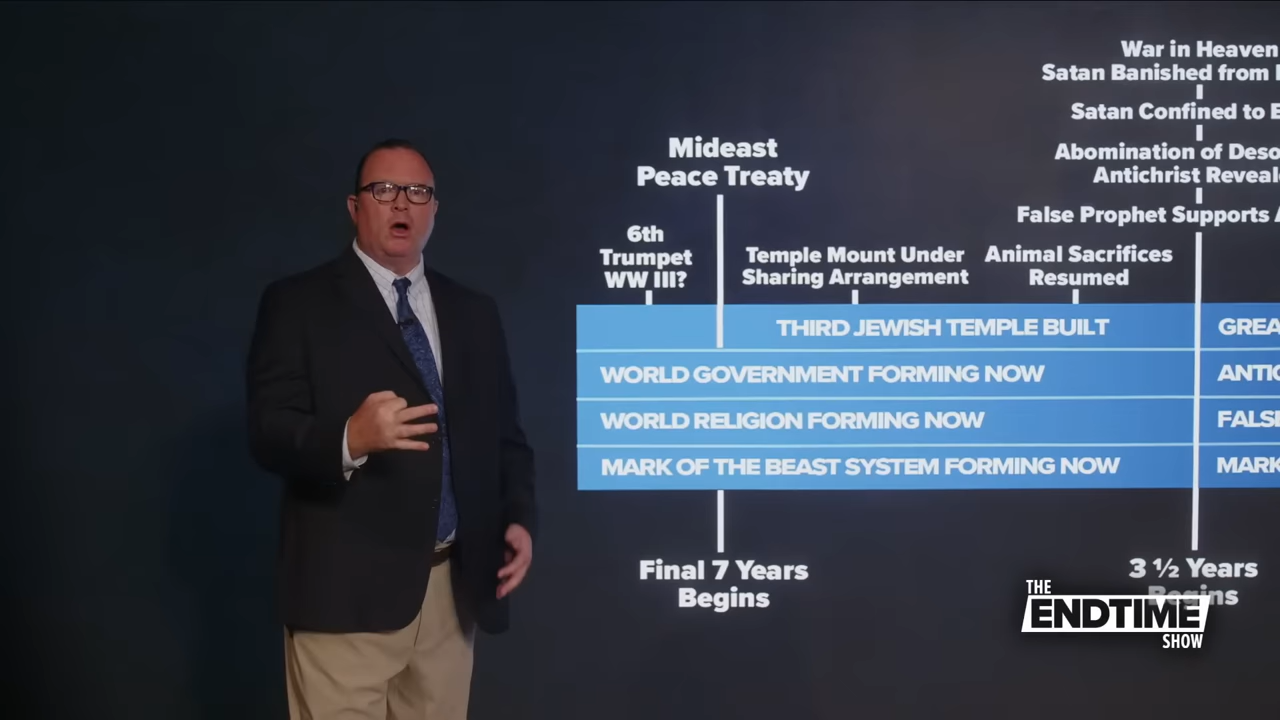 War in Heaven
Satan Banished from
Satan Confined to
Abomination of
Antichrist
False Prophet Supports
Mideast
Peace Treaty
6th
Trumpet
WW III?
Temple Mount Under
Sharing Arrangement
Animal Sacrifices
Resumed
THIRD JEWISH TEMPLE BUILT
WORLD GOVERNMENT FORMING NOW
WORLD RELIGION FORMING NOW
MARK OF THE BEAST SYSTEM FORMING NOW
MARK
Final 7 Years
Begins
3 ½ Years
Begins
THE
ENDTIME
SHOW